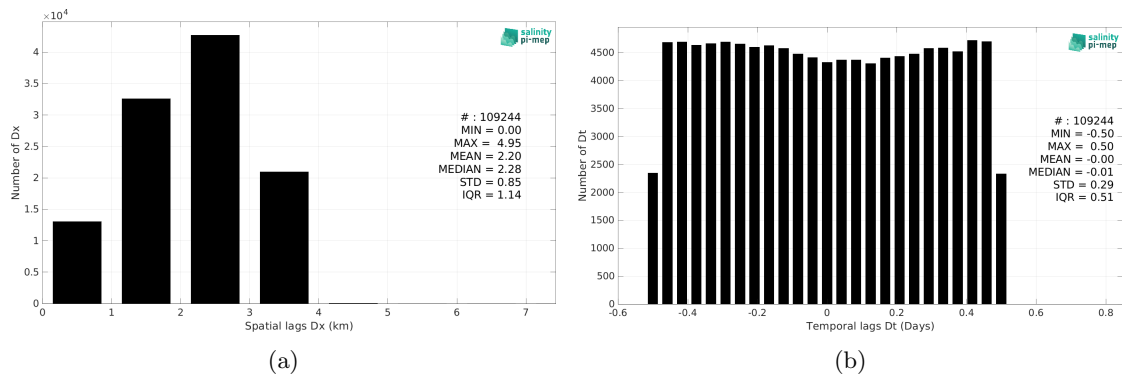 ×10⁴
4.5
4
3.5
3
2.5
2
1.5
1
0.5
0
0 1 2 3 4 5 6 7
Number of Dx
Spatial lags Dx (km)
salinity
pi-mep
# : 109244
MIN = 0.00
MAX = 4.95
MEAN = 2.20
MEDIAN = 2.28
STD = 0.85
IQR = 1.14
(a)
4500
4000
3500
3000
2500
2000
1500
1000
500
0
-0.6 -0.4 -0.2 0 0.2 0.4 0.6 0.8
Number of Dt
Temporal lags Dt (Days)
salinity
pi-mep
# : 109244
MIN = -0.50
MAX = 0.50
MEAN = -0.00
MEDIAN = -0.01
STD = 0.29
IQR = 0.51
(b)